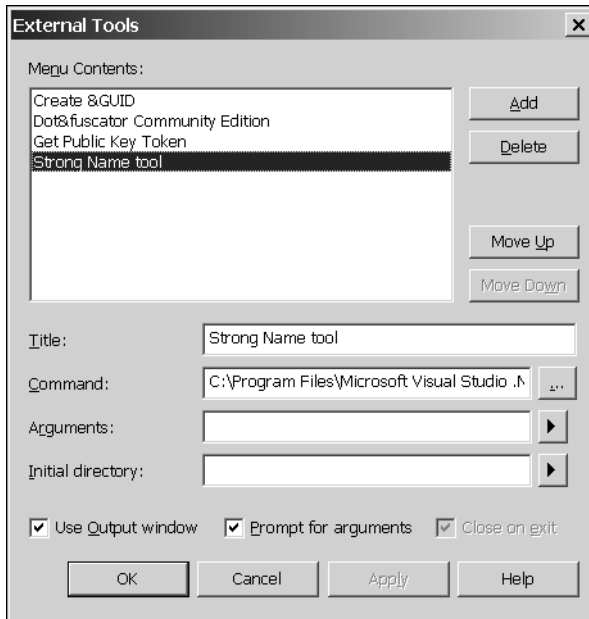 External Tools
Menu Contents:
Create &GUID
Dot&fuscator Community Edition
Get Public Key Token
Strong Name tool
Add
Delete
Move Up
Move Down
Title:
Strong Name tool
Command:
C:\Program Files\Microsoft Visual Studio .N
...
Arguments:
Initial directory:
Use Output window
Prompt for arguments
Close on exit
OK
Cancel
Apply
Help